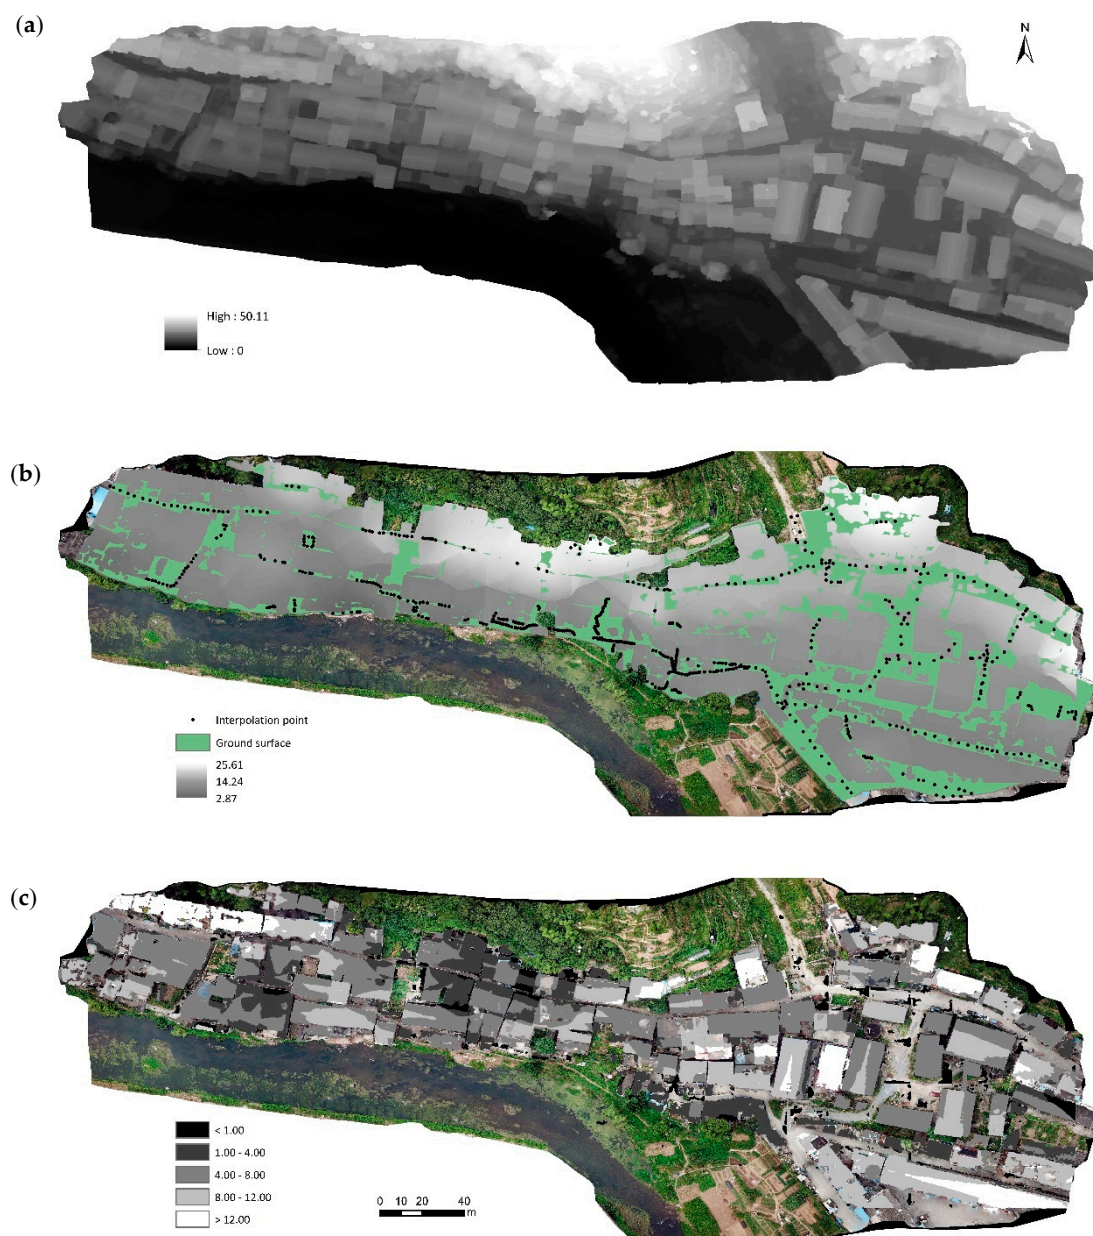 (a)
N
High : 50.11
Low : 0
(b)
Interpolation point
Ground surface
25.61
14.24
2.87
(c)
< 1.00
1.00 - 4.00
4.00 - 8.00
8.00 - 12.00
> 12.00
0 10 20 40
m